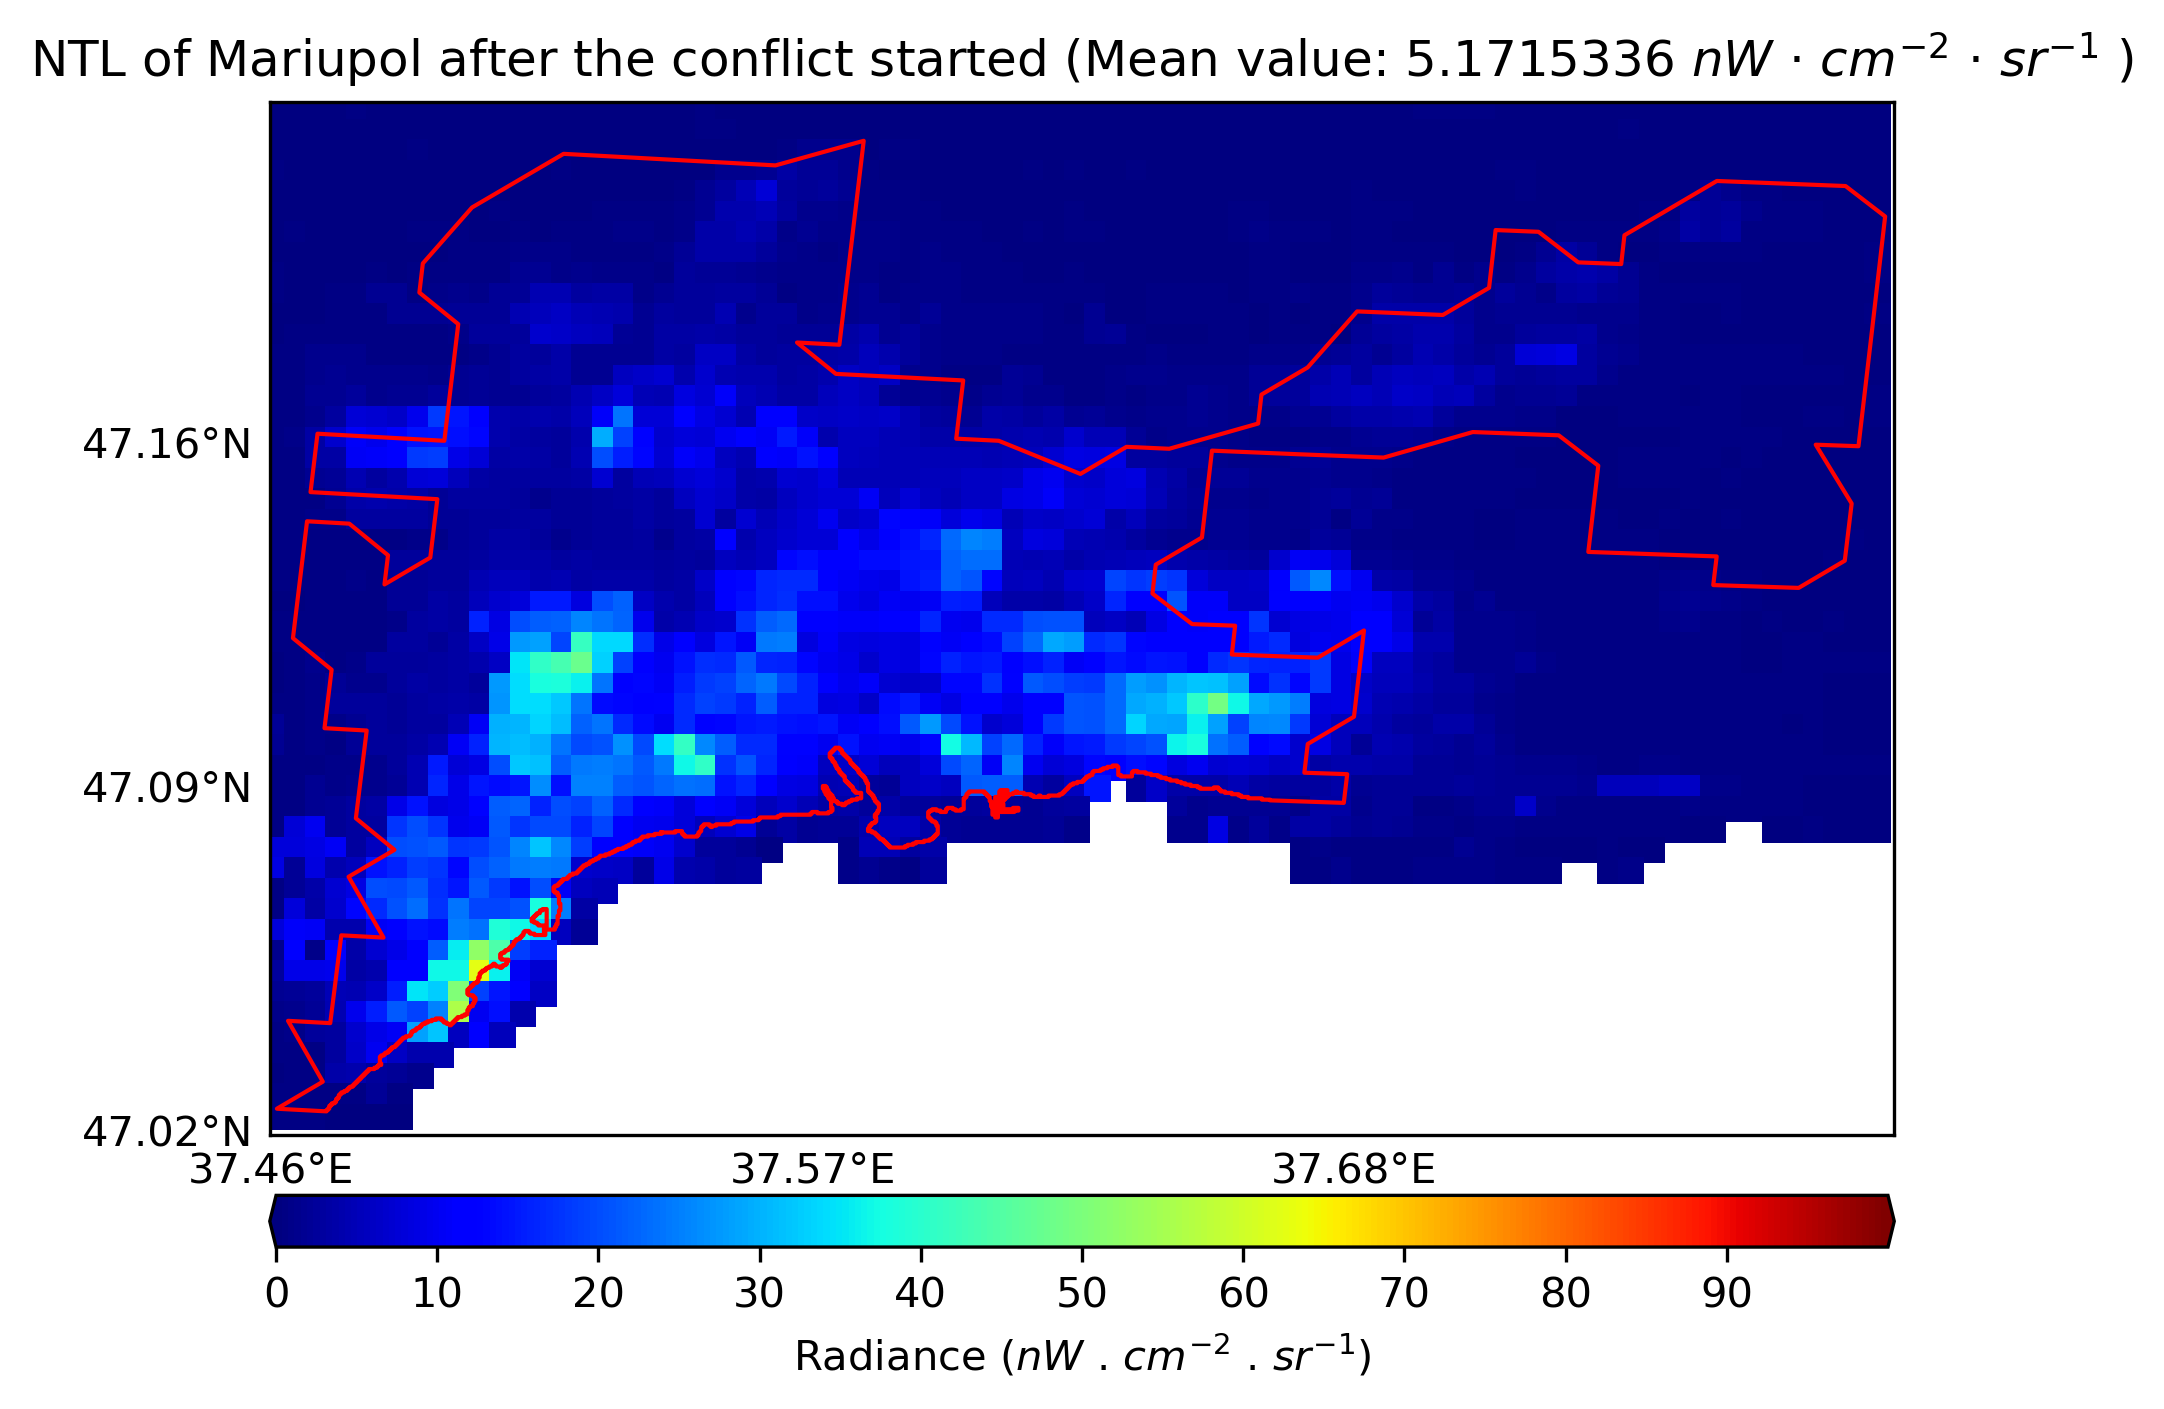 NTL of Mariupol after the conflict started (Mean value: 5.1715336 nW · cm⁻² · sr⁻¹ )
47.16°N
47.09°N
47.02°N
37.46°E 37.57°E 37.68°E
0 10 20 30 40 50 60 70 80 90
Radiance (nW . cm⁻² . sr⁻¹)